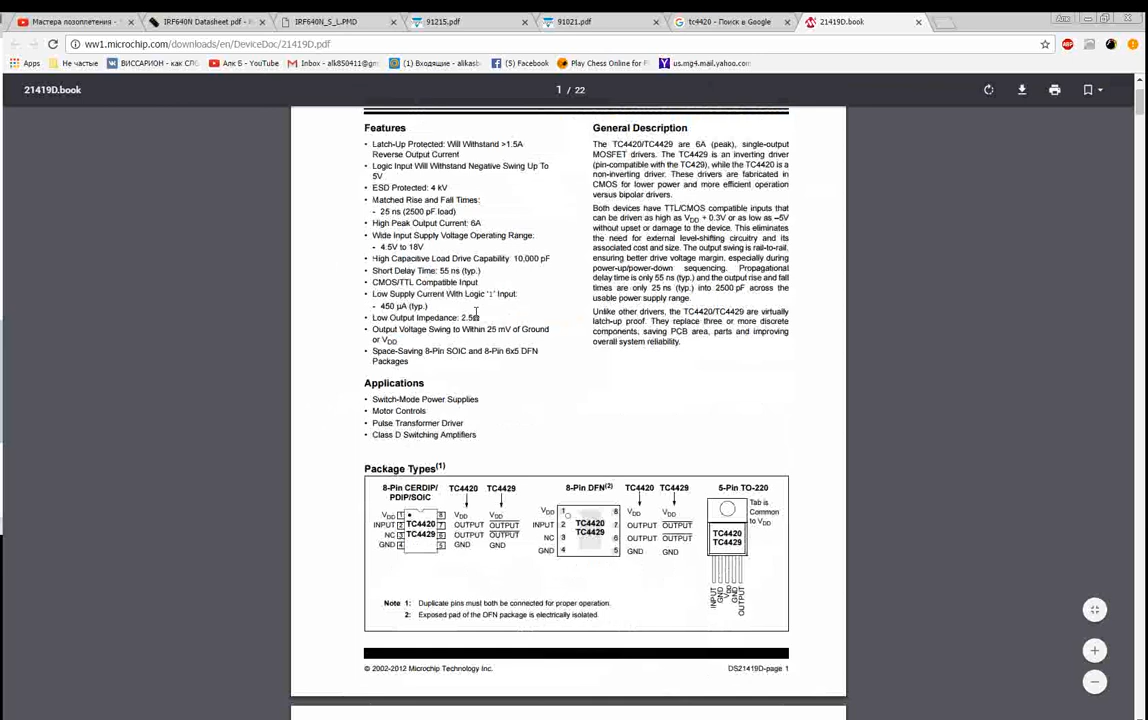 Мастера позоплетения -
IRF640N Datasheet pdf -
IRF640N_S_L.PMD
91215.pdf
91021.pdf
tc4420 - Поиск в Google
21419D.book
ww1.microchip.com/downloads/en/DeviceDoc/21419D.pdf
Apps
Не частые
ВИССАРИОН - как СПС
Алк Б - YouTube
Inbox - alk850411@gm
(1) Входящие - alikasb
(5) Facebook
Play Chess Online for F
us.mg4.mail.yahoo.com
21419D.book
1 / 22
Features
• Latch-Up Protected: Will Withstand >1.5A
Reverse Output Current
• Logic Input Will Withstand Negative Swing Up To
5V
• ESD Protected: 4 kV
• Matched Rise and Fall Times:
- 25 ns (2500 pF load)
• High Peak Output Current: 6A
• Wide Input Supply Voltage Operating Range:
- 4.5V to 18V
• High Capacitive Load Drive Capability 10,000 pF
• Short Delay Time: 55 ns (typ.)
• CMOS/TTL Compatible Input
• Low Supply Current With Logic '1' Input:
- 450 µA (typ.)
• Low Output Impedance: 2.5Ω
• Output Voltage Swing to Within 25 mV of Ground
or VDD
• Space-Saving 8-Pin SOIC and 8-Pin 6x5 DFN
Packages
Applications
• Switch-Mode Power Supplies
• Motor Controls
• Pulse Transformer Driver
• Class D Switching Amplifiers
General Description
The TC4420/TC4429 are 6A (peak), single-output
MOSFET drivers. The TC4429 is an inverting driver
(pin-compatible with the TC429), while the TC4420 is a
non-inverting driver. These drivers are fabricated in
CMOS for lower power and more efficient operation
versus bipolar drivers.
Both devices have TTL/CMOS compatible inputs that
can be driven as high as VDD + 0.3V or as low as –5V
without upset or damage to the device. This eliminates
the need for external level-shifting circuitry and its
associated cost and size. The output swing is rail-to-rail,
ensuring better drive voltage margin, especially during
power-up/power-down sequencing. Propagational
delay time is only 55 ns (typ.) and the output rise and fall
times are only 25 ns (typ.) into 2500 pF across the
usable power supply range.
Unlike other drivers, the TC4420/TC4429 are virtually
latch-up proof. They replace three or more discrete
components, saving PCB area, parts and improving
overall system reliability.
Package Types(1)
8-Pin CERDIP/
PDIP/SOIC
TC4420 TC4429
VDD 1 8 VDD VDD
INPUT 2 TC4420 7 OUTPUT OUTPUT
NC 3 TC4429 6 OUTPUT OUTPUT
GND 4 5 GND GND
8-Pin DFN(2) TC4420 TC4429
VDD 1 8 VDD VDD
INPUT 2 TC4420 7 OUTPUT OUTPUT
NC 3 TC4429 6 OUTPUT OUTPUT
GND 4 5 GND GND
5-Pin TO-220
Tab is
Common
to VDD
TC4420
TC4429
INPUT
GND
VDD
GND
OUTPUT
Note 1: Duplicate pins must both be connected for proper operation.
2: Exposed pad of the DFN package is electrically isolated.
© 2002-2012 Microchip Technology Inc.
DS21419D-page 1